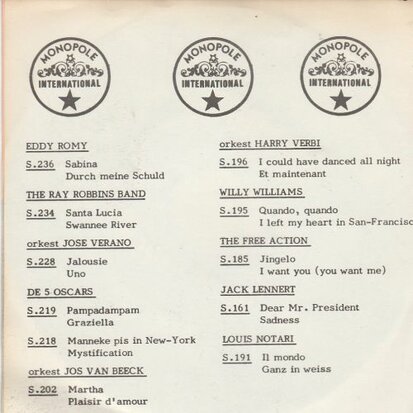 MONOPOLE
INTERNATIONAL
MONOPOLE
INTERNATIONAL
MONOPOLE
INTERNATIONAL
EDDY ROMY
S.236 Sabina
Durch meine Schuld
THE RAY ROBBINS BAND
S.234 Santa Lucia
Swannee River
orkest JOSE VERANO
S.228 Jalousie
Uno
DE 5 OSCARS
S.219 Pampadampam
Graziella
S.218 Manneke pis in New-York
Mystification
orkest JOS VAN BEECK
S.202 Martha
Plaisir d'amour
orkest HARRY VERBI
S.196 I could have danced all night
Et maintenant
WILLY WILLIAMS
S.195 Quando, quando
I left my heart in San-Francisc
THE FREE ACTION
S.185 Jingelo
I want you (you want me)
JACK LENNERT
S.161 Dear Mr. President
Sadness
LOUIS NOTARI
S.191 Il mondo
Ganz in weiss